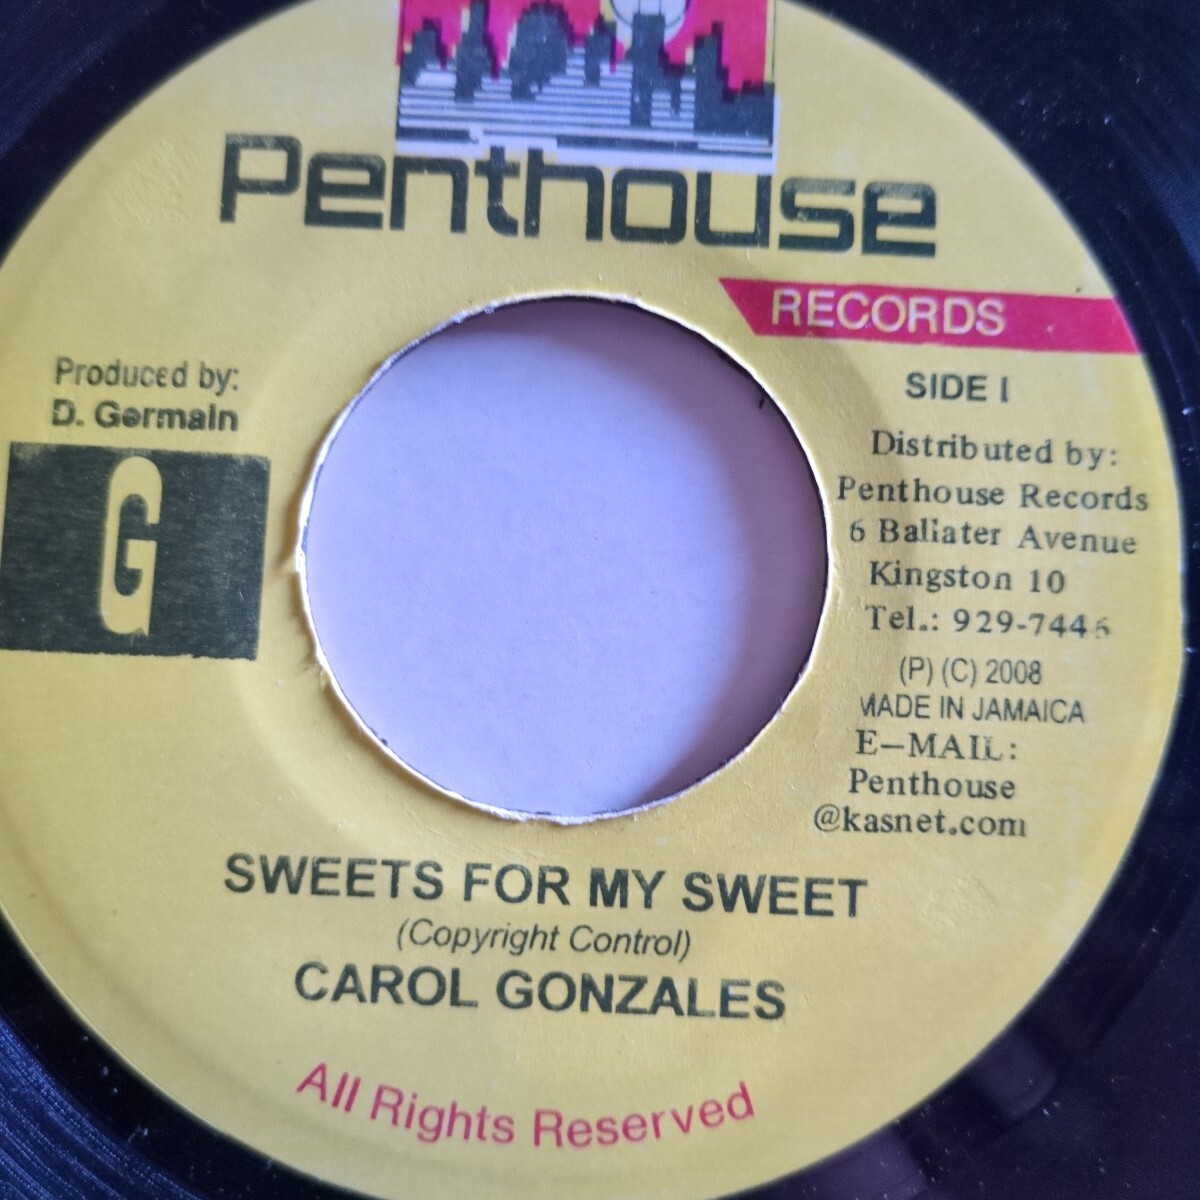 Penthouse
RECORDS
Produced by:
D. Germain
G
SIDE I
Distributed by:
Penthouse Records
6 Baliater Avenue
Kingston 10
Tel.: 929-7446
(P) (C) 2008
MADE IN JAMAICA
E-MAIL:
Penthouse
@kasnet.com
SWEETS FOR MY SWEET
(Copyright Control)
CAROL GONZALES
All Rights Reserved